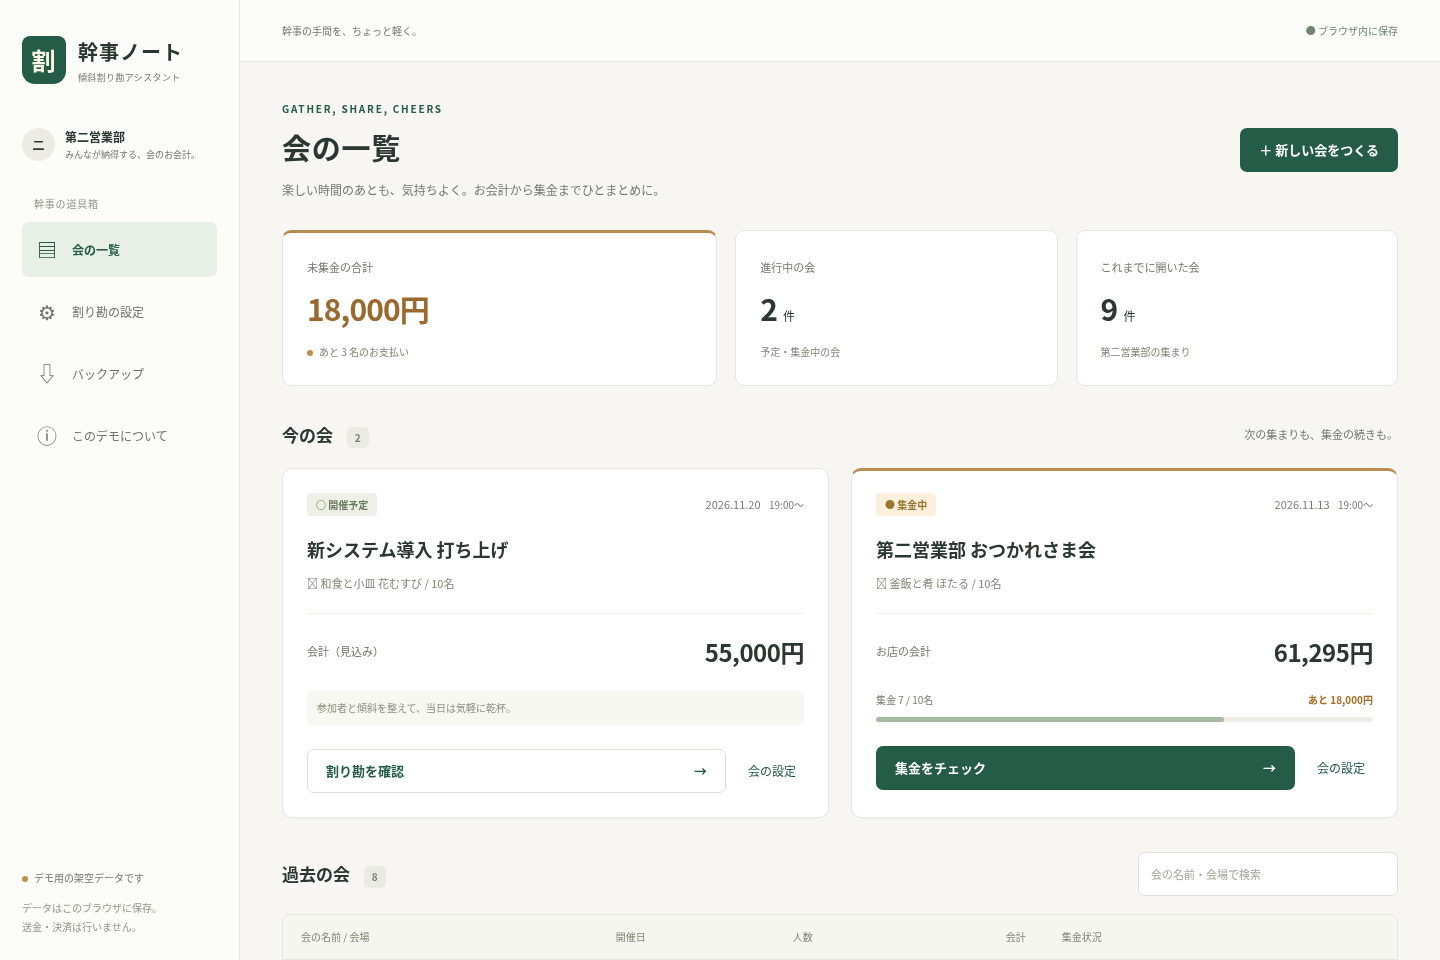 割
幹事ノート
傾斜割り勘アシスタント
二
第二営業部
みんなが納得する、会のお会計。
幹事の道具箱
会の一覧
割り勘の設定
バックアップ
このデモについて
デモ用の架空データです
データはこのブラウザに保存。
送金・決済は行いません。
幹事の手間を、ちょっと軽く。
ブラウザ内に保存
GATHER, SHARE, CHEERS
会の一覧
楽しい時間のあとも、気持ちよく。お会計から集金までひとまとめに。
＋ 新しい会をつくる
未集金の合計
18,000円
あと 3 名のお支払い
進行中の会
2 件
予定・集金中の会
これまでに開いた会
9 件
第二営業部の集まり
今の会 2
次の集まりも、集金の続きも。
○ 開催予定
2026.11.20 19:00〜
新システム導入 打ち上げ
和食と小皿 花むすび / 10名
会計（見込み）
55,000円
参加者と傾斜を整えて、当日は気軽に乾杯。
割り勘を確認 →
会の設定
● 集金中
2026.11.13 19:00〜
第二営業部 おつかれさま会
釜飯と肴 ほたる / 10名
お店の会計
61,295円
集金 7 / 10名
あと 18,000円
集金をチェック →
会の設定
過去の会 8
会の名前・会場で検索
会の名前 / 会場 開催日 人数 会計 集金状況